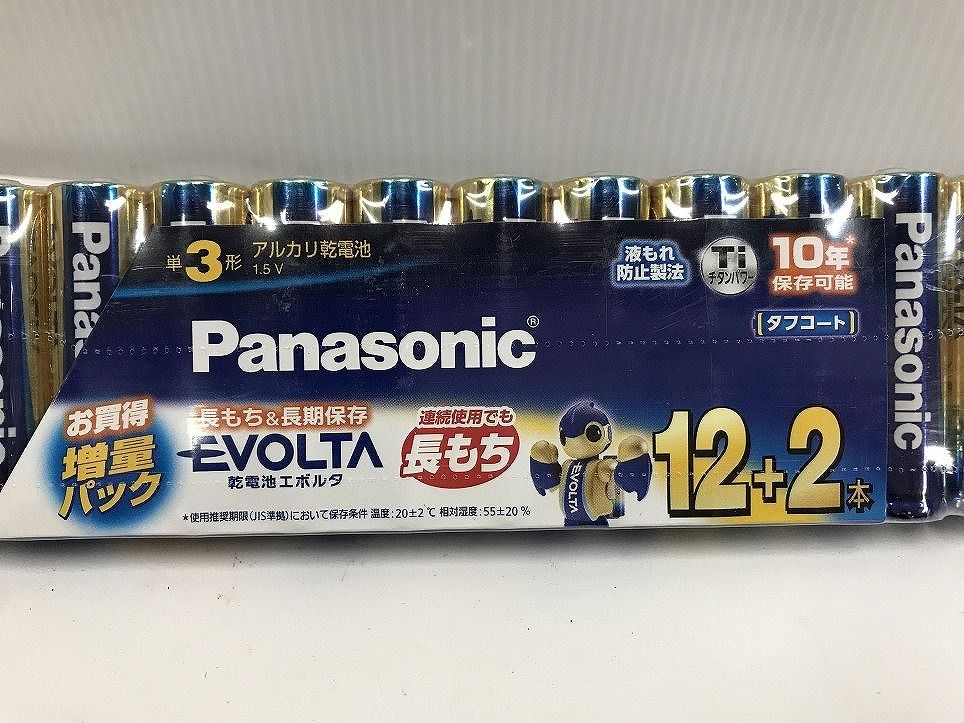 単3形 アルカリ乾電池
1.5V
液もれ
防止製法
Ti
チタンパワー
10年*
保存可能
タフコート
Panasonic®
お買得
増量
パック
長もち&長期保存
EVOLTA
乾電池エボルタ
連続使用でも
長もち
EVOLTA
12+2本
*使用推奨期限(JIS準拠)において保存条件 温度:20±2℃ 相対湿度:55±20%
Panas
Panasonic